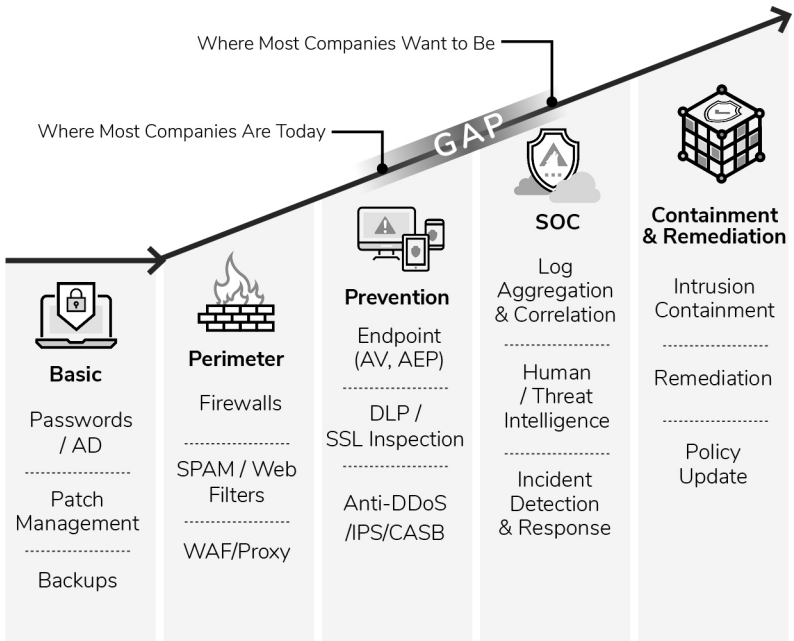 Where Most Companies Want to Be
Where Most Companies Are Today
GAP
Basic
Passwords
/ AD
Patch
Management
Backups
Perimeter
Firewalls
SPAM / Web
Filters
WAF/Proxy
Prevention
Endpoint
(AV, AEP)
DLP /
SSL Inspection
Anti-DDoS
/IPS/CASB
SOC
Log
Aggregation
& Correlation
Human
/ Threat
Intelligence
Incident
Detection
& Response
Containment
& Remediation
Intrusion
Containment
Remediation
Policy
Update